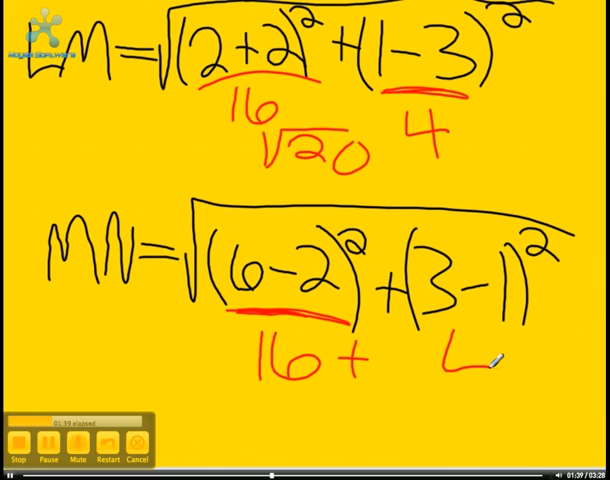 LM=√(2+2)²+(1-3)²
16
4
√20
MN=√(6-2)²+(3-1)²
16+
01:39 elapsed
Stop Pause Mute Restart Cancel
01:39/03:28